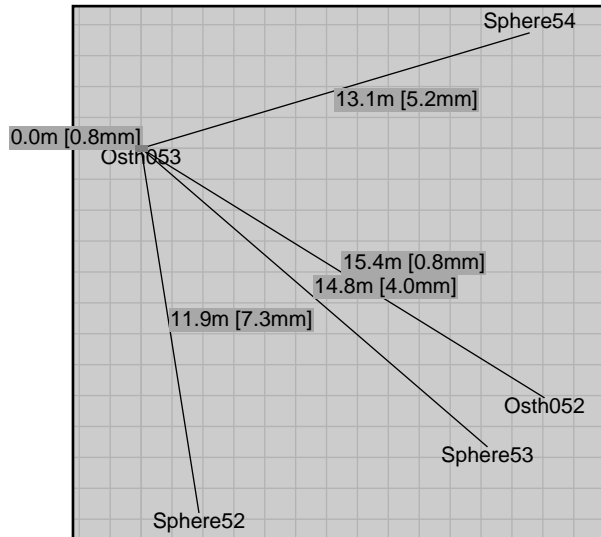 Sphere54
13.1m [5.2mm]
0.0m [0.8mm]
Osth053
15.4m [0.8mm]
14.8m [4.0mm]
11.9m [7.3mm]
Osth052
Sphere53
Sphere52